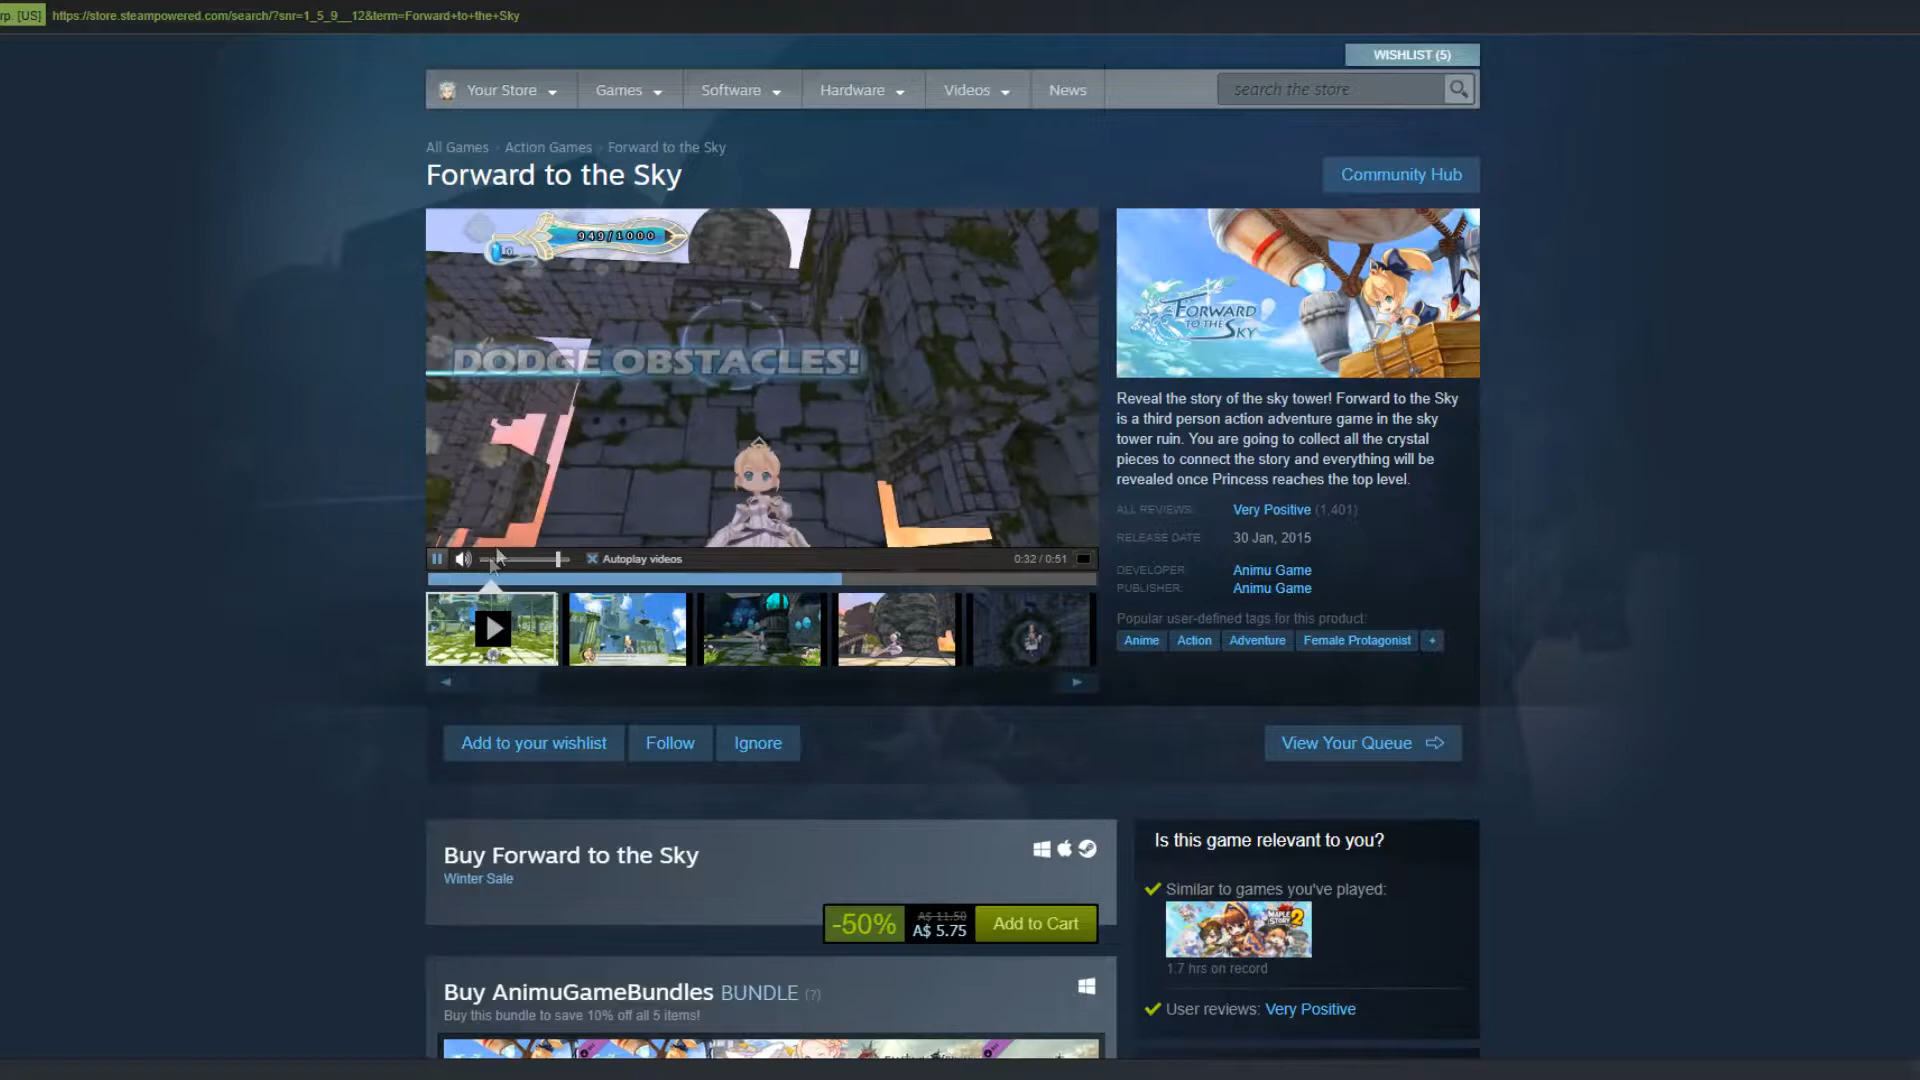 rp. [US] https://store.steampowered.com/search/?snr=1_5_9__12&term=Forward+to+the+Sky
WISHLIST (5)
Your Store Games Software Hardware Videos News search the store
All Games Action Games Forward to the Sky
Forward to the Sky
Community Hub
949/1000
DODGE OBSTACLES!
FORWARD
TO THE SKY
Reveal the story of the sky tower! Forward to the Sky
is a third person action adventure game in the sky
tower ruin. You are going to collect all the crystal
pieces to connect the story and everything will be
revealed once Princess reaches the top level.
ALL REVIEWS: Very Positive (1,401)
RELEASE DATE: 30 Jan, 2015
DEVELOPER: Animu Game
PUBLISHER: Animu Game
Popular user-defined tags for this product:
Anime Action Adventure Female Protagonist +
Autoplay videos 0:32 / 0:51
Add to your wishlist Follow Ignore
View Your Queue
Buy Forward to the Sky
Winter Sale
-50% A$ 11.50 A$ 5.75 Add to Cart
Buy AnimuGameBundles BUNDLE (?)
Buy this bundle to save 10% off all 5 items!
Is this game relevant to you?
Similar to games you've played:
MAPLE STORY 2
1.7 hrs on record
User reviews: Very Positive